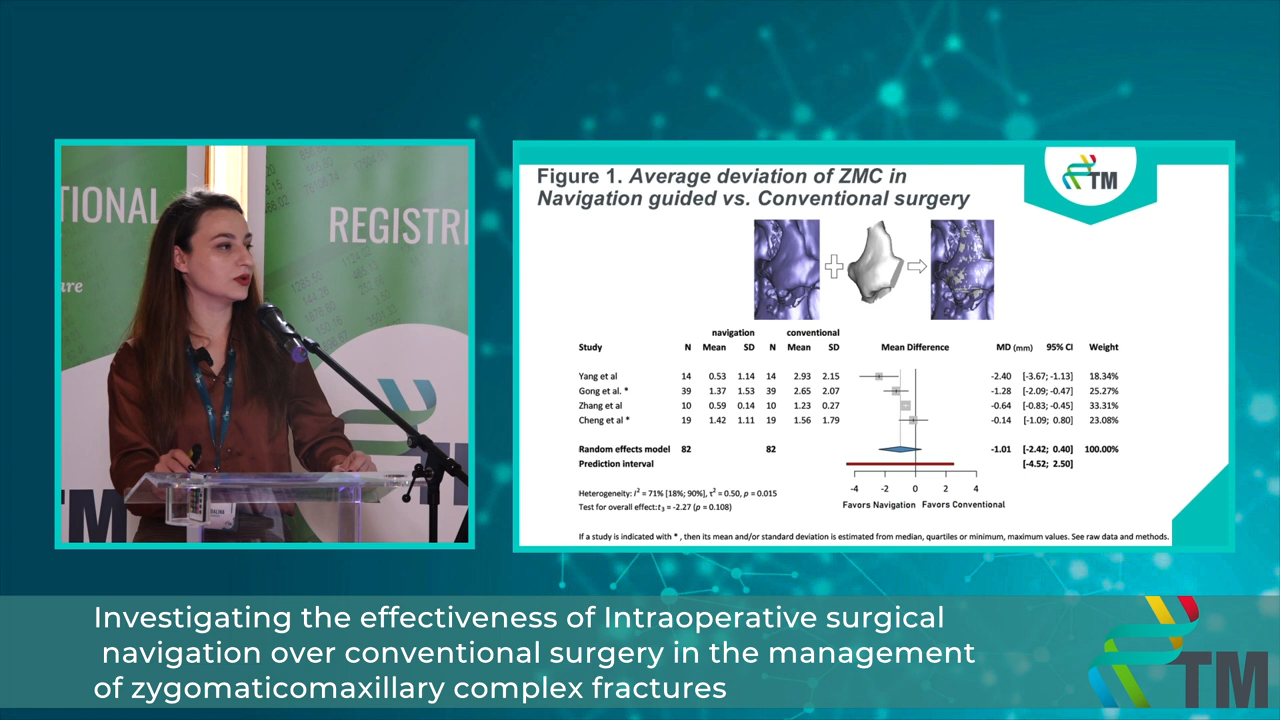 TIONAL
REGISTRI
Figure 1. Average deviation of ZMC in
Navigation guided vs. Conventional surgery
TM
navigation conventional
Study N Mean SD N Mean SD Mean Difference MD (mm) 95% CI Weight
Yang et al 14 0.53 1.14 14 2.93 2.15 -2.40 [-3.67; -1.13] 18.34%
Gong et al. * 39 1.37 1.53 39 2.65 2.07 -1.28 [-2.09; -0.47] 25.27%
Zhang et al 10 0.59 0.14 10 1.23 0.27 -0.64 [-0.83; -0.45] 33.31%
Cheng et al * 19 1.42 1.11 19 1.56 1.79 -0.14 [-1.09; 0.80] 23.08%
Random effects model 82 82 -1.01 [-2.42; 0.40] 100.00%
Prediction interval [-4.52; 2.50]
-4 -2 0 2 4
Favors Navigation Favors Conventional
Heterogeneity: I² = 71% [18%; 90%], τ² = 0.50, p = 0.015
Test for overall effect:t₃ = -2.27 (p = 0.108)
If a study is indicated with * , then its mean and/or standard deviation is estimated from median, quartiles or minimum, maximum values. See raw data and methods.
TM
Investigating the effectiveness of Intraoperative surgical
navigation over conventional surgery in the management
of zygomaticomaxillary complex fractures
TM